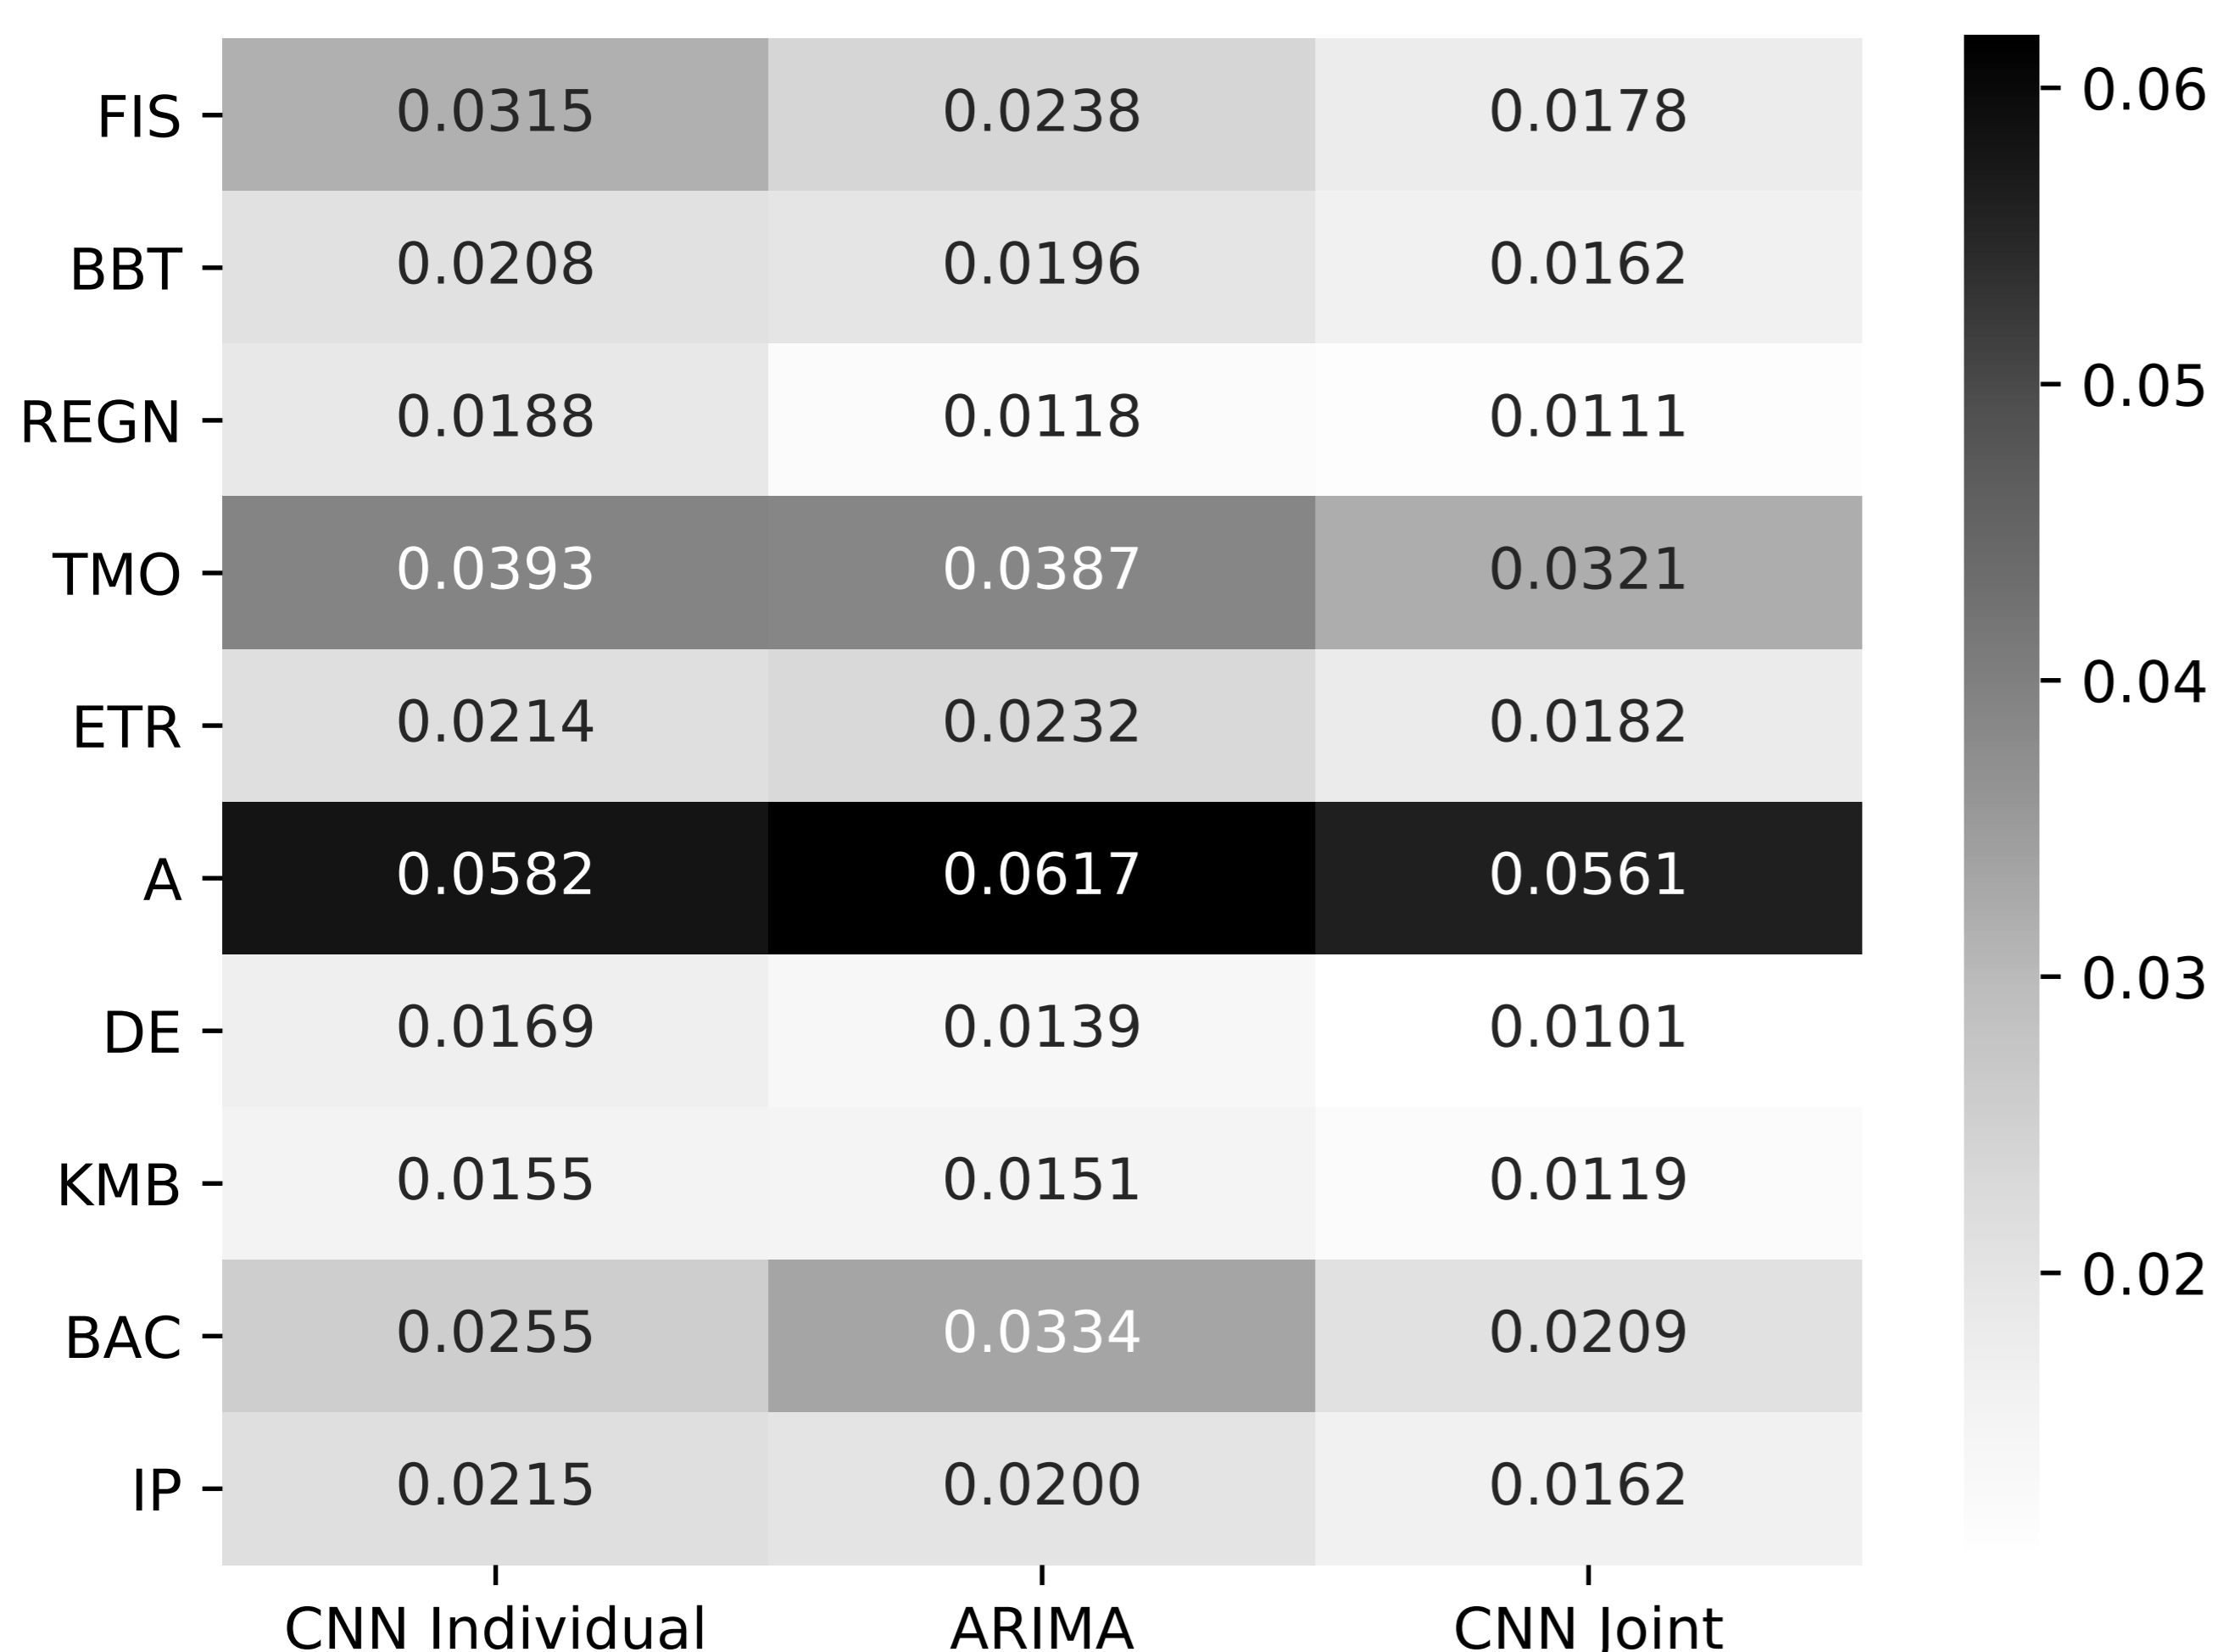 FIS 0.0315 0.0238 0.0178
BBT 0.0208 0.0196 0.0162
REGN 0.0188 0.0118 0.0111
TMO 0.0393 0.0387 0.0321
ETR 0.0214 0.0232 0.0182
A 0.0582 0.0617 0.0561
DE 0.0169 0.0139 0.0101
KMB 0.0155 0.0151 0.0119
BAC 0.0255 0.0334 0.0209
IP 0.0215 0.0200 0.0162
CNN Individual ARIMA CNN Joint
0.06
0.05
0.04
0.03
0.02